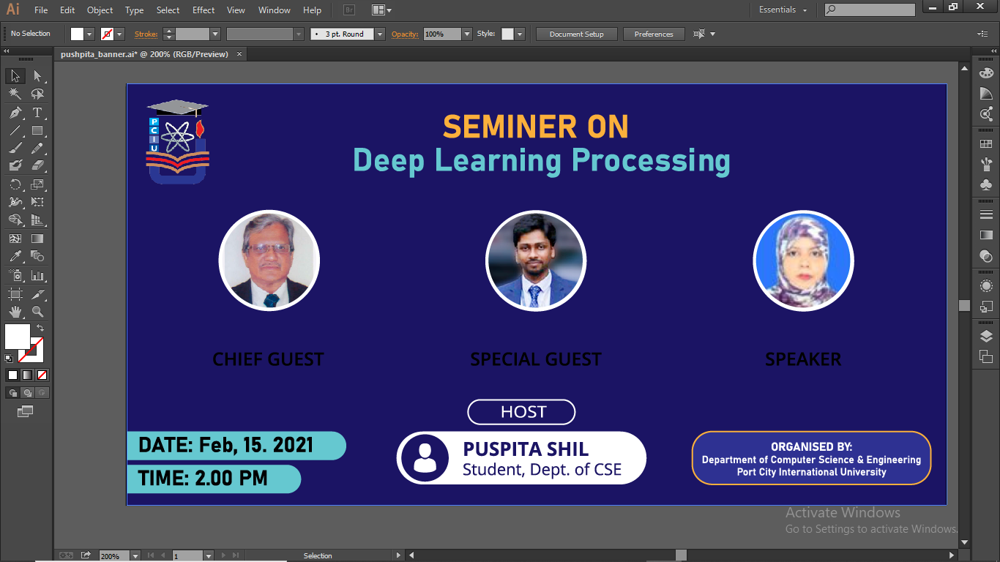 Ai File Edit Object Type Select Effect View Window Help Br Essentials
No Selection Stroke: 3 pt. Round Opacity: 100% Style: Document Setup Preferences
pushpita_banner.ai* @ 200% (RGB/Preview) ×
P
C
I
U
SEMINER ON
Deep Learning Processing
CHIEF GUEST SPECIAL GUEST SPEAKER
HOST
DATE: Feb, 15. 2021
TIME: 2.00 PM
PUSPITA SHIL
Student, Dept. of CSE
ORGANISED BY:
Department of Computer Science & Engineering
Port City International University
Activate Windows
Go to Settings to activate Windows.
200% 1 Selection